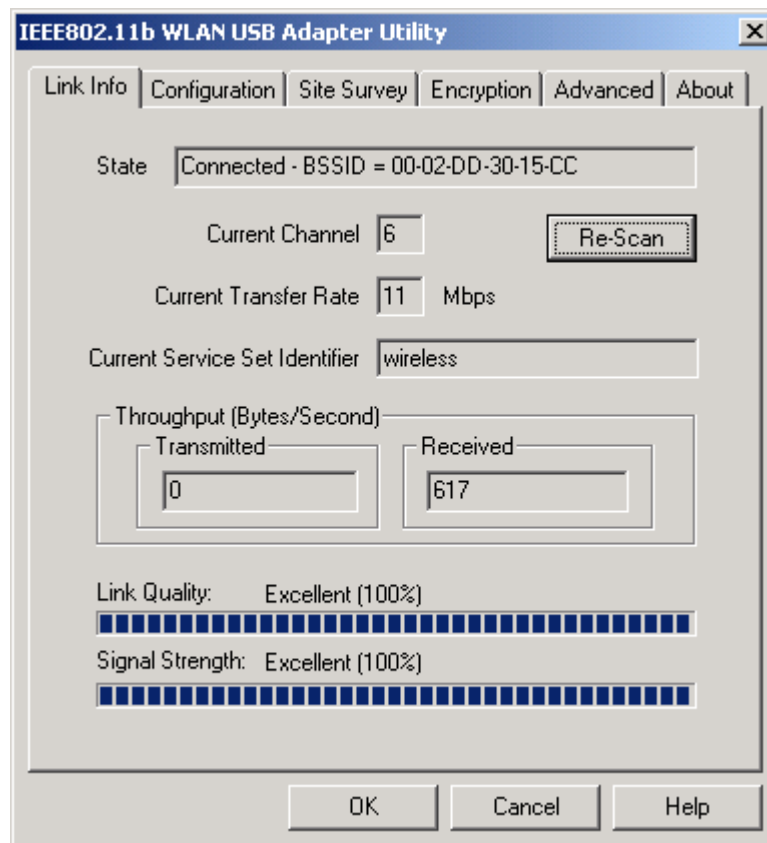 IEEE802.11b WLAN USB Adapter Utility
Link Info Configuration Site Survey Encryption Advanced About
State Connected - BSSID = 00-02-DD-30-15-CC
Current Channel 6 Re-Scan
Current Transfer Rate 11 Mbps
Current Service Set Identifier wireless
Throughput (Bytes/Second)
Transmitted Received
0 617
Link Quality: Excellent (100%)
Signal Strength: Excellent (100%)
OK Cancel Help